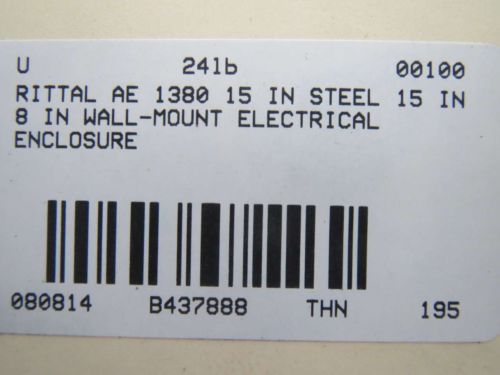 U 241b 00100
RITTAL AE 1380 15 IN STEEL 15 IN
8 IN WALL-MOUNT ELECTRICAL
ENCLOSURE
080814 B437888 THN 195